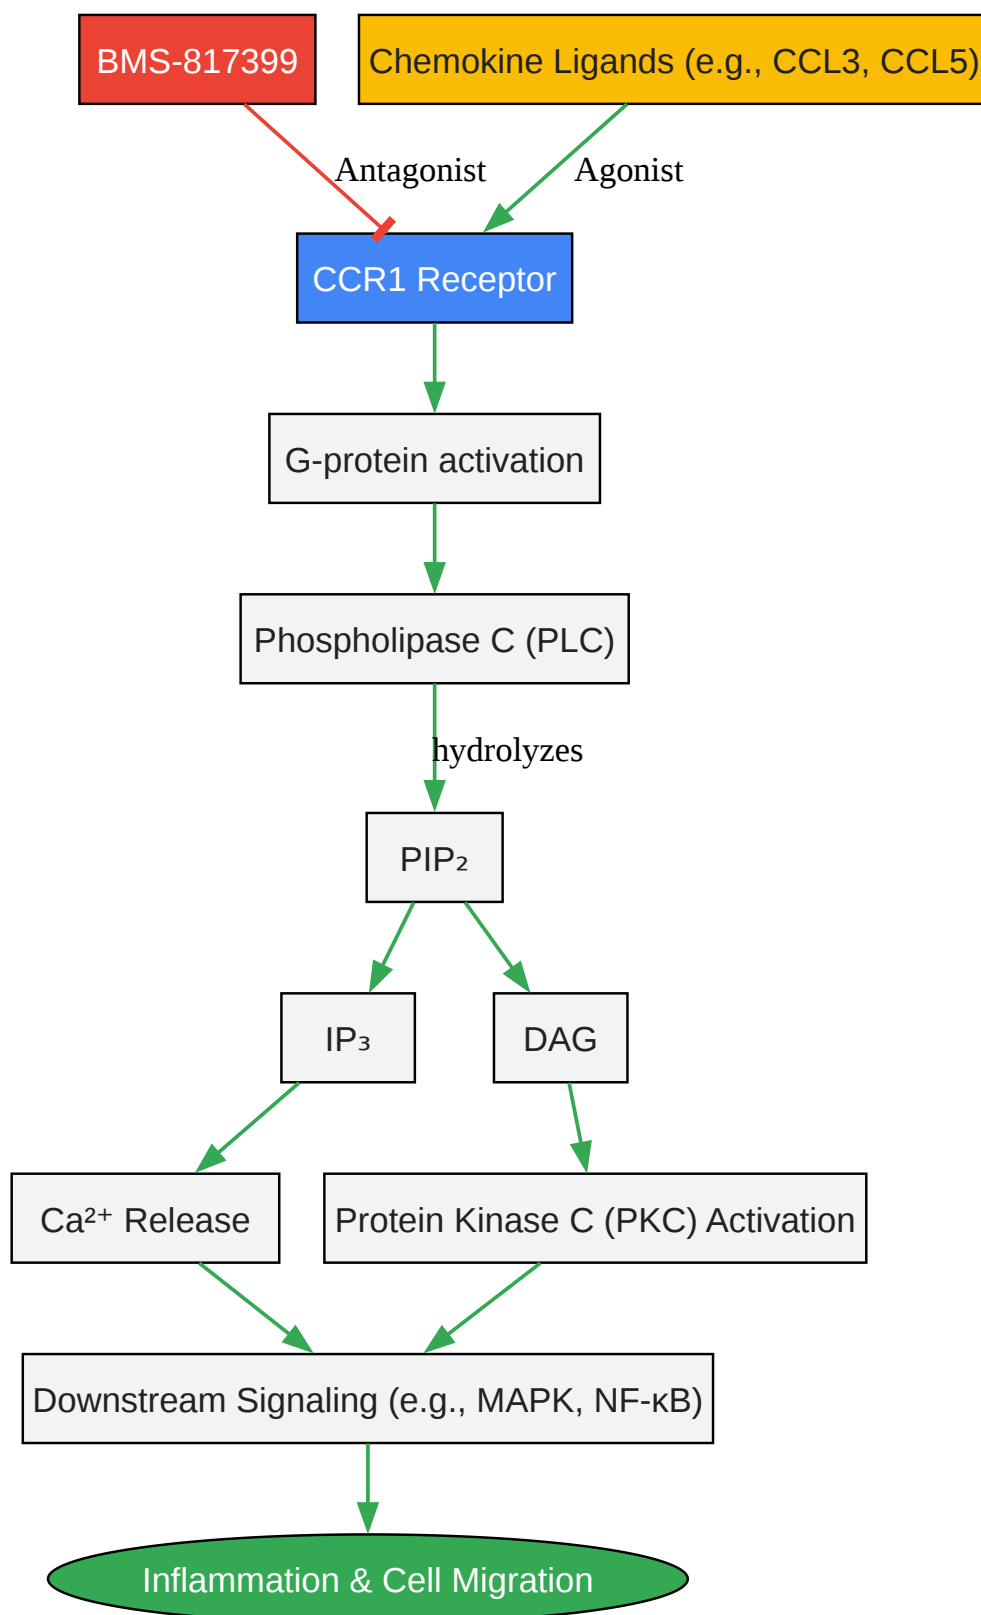 BMS-817399
Chemokine Ligands (e.g., CCL3, CCL5)
Antagonist
Agonist
CCR1 Receptor
G-protein activation
Phospholipase C (PLC)
hydrolyzes
PIP₂
IP₃
DAG
Ca²⁺ Release
Protein Kinase C (PKC) Activation
Downstream Signaling (e.g., MAPK, NF-κB)
Inflammation & Cell Migration